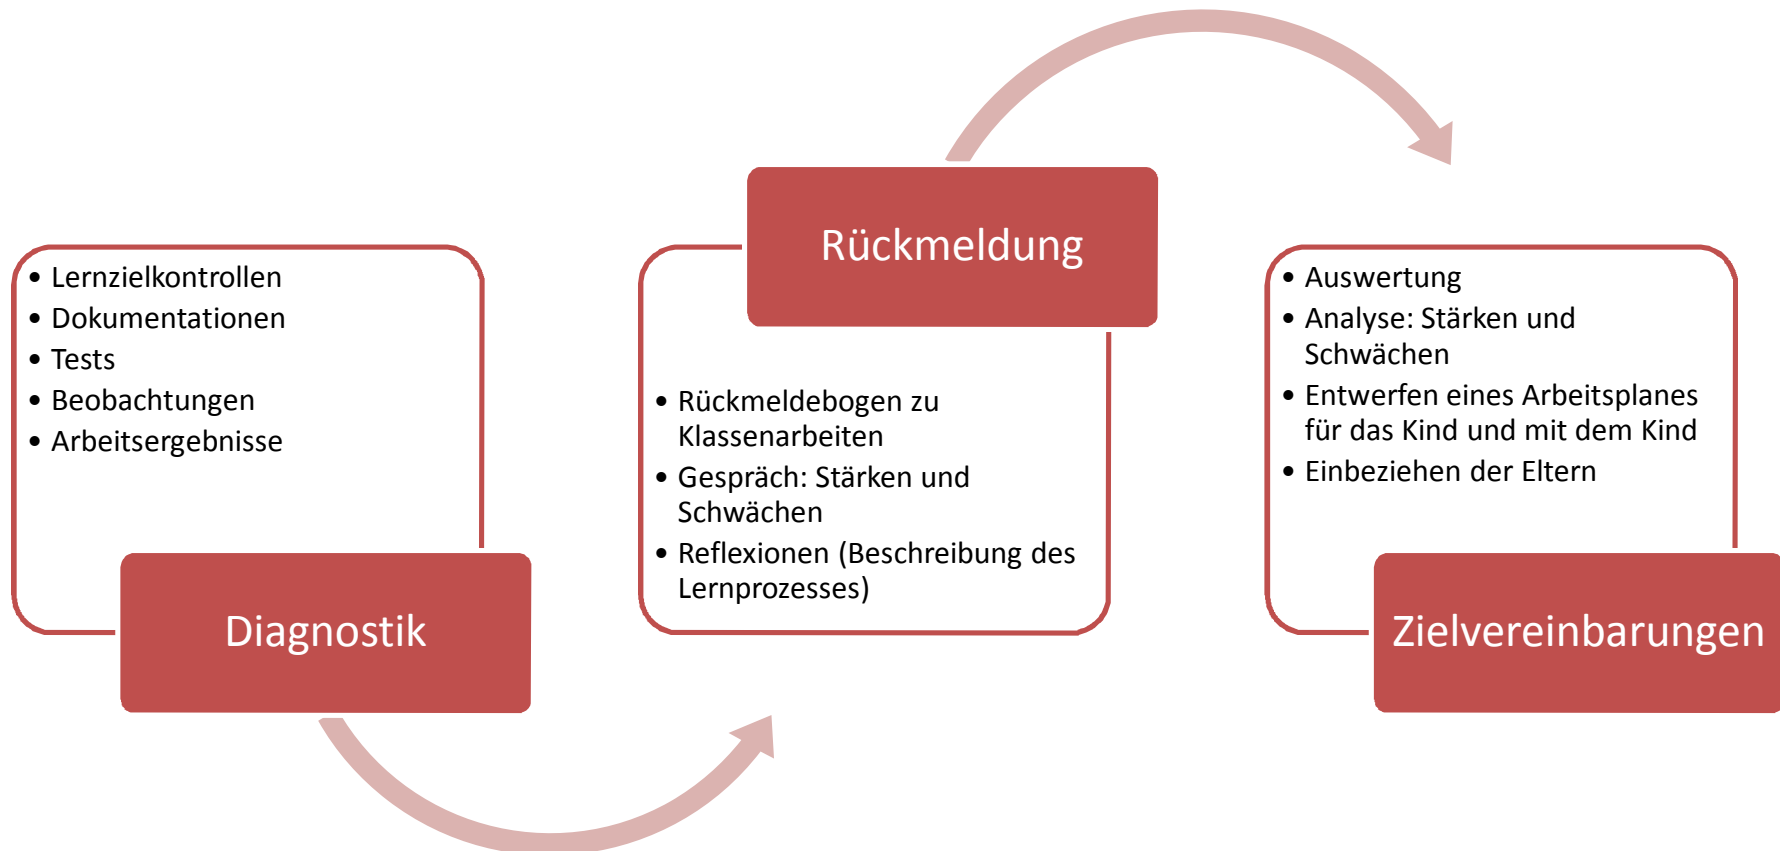 • Lernzielkontrollen
• Dokumentationen
• Tests
• Beobachtungen
• Arbeitsergebnisse
Diagnostik
Rückmeldung
• Rückmeldebogen zu
Klassenarbeiten
• Gespräch: Stärken und
Schwächen
• Reflexionen (Beschreibung des
Lernprozesses)
• Auswertung
• Analyse: Stärken und
Schwächen
• Entwerfen eines Arbeitsplanes
für das Kind und mit dem Kind
• Einbeziehen der Eltern
Zielvereinbarungen